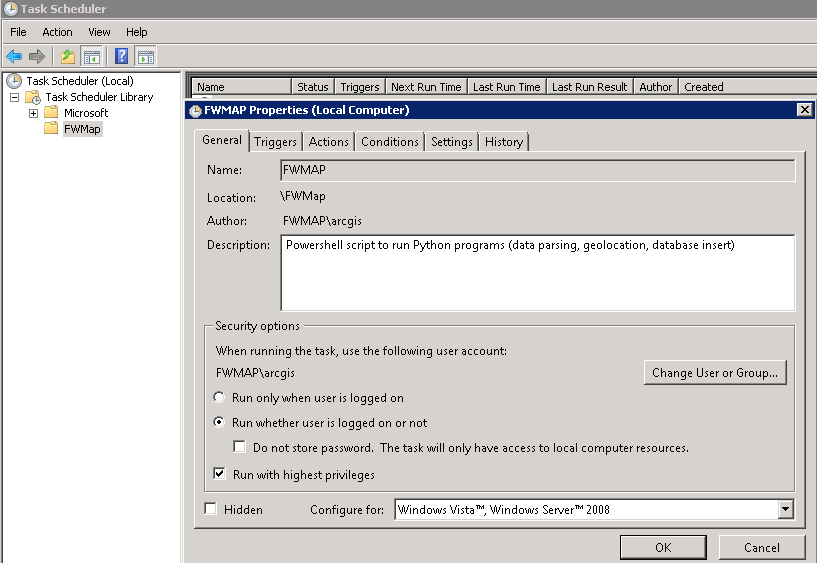 Task Scheduler
File Action View Help
Task Scheduler (Local)
Task Scheduler Library
Microsoft
FWMap
Name Status Triggers Next Run Time Last Run Time Last Run Result Author Created
FWMAP Properties (Local Computer)
General Triggers Actions Conditions Settings History
Name: FWMAP
Location: \FWMap
Author: FWMAP\arcgis
Description: Powershell script to run Python programs (data parsing, geolocation, database insert)
Security options
When running the task, use the following user account:
FWMAP\arcgis
Change User or Group...
Run only when user is logged on
Run whether user is logged on or not
Do not store password. The task will only have access to local computer resources.
Run with highest privileges
Hidden Configure for: Windows Vista™, Windows Server™ 2008
OK Cancel